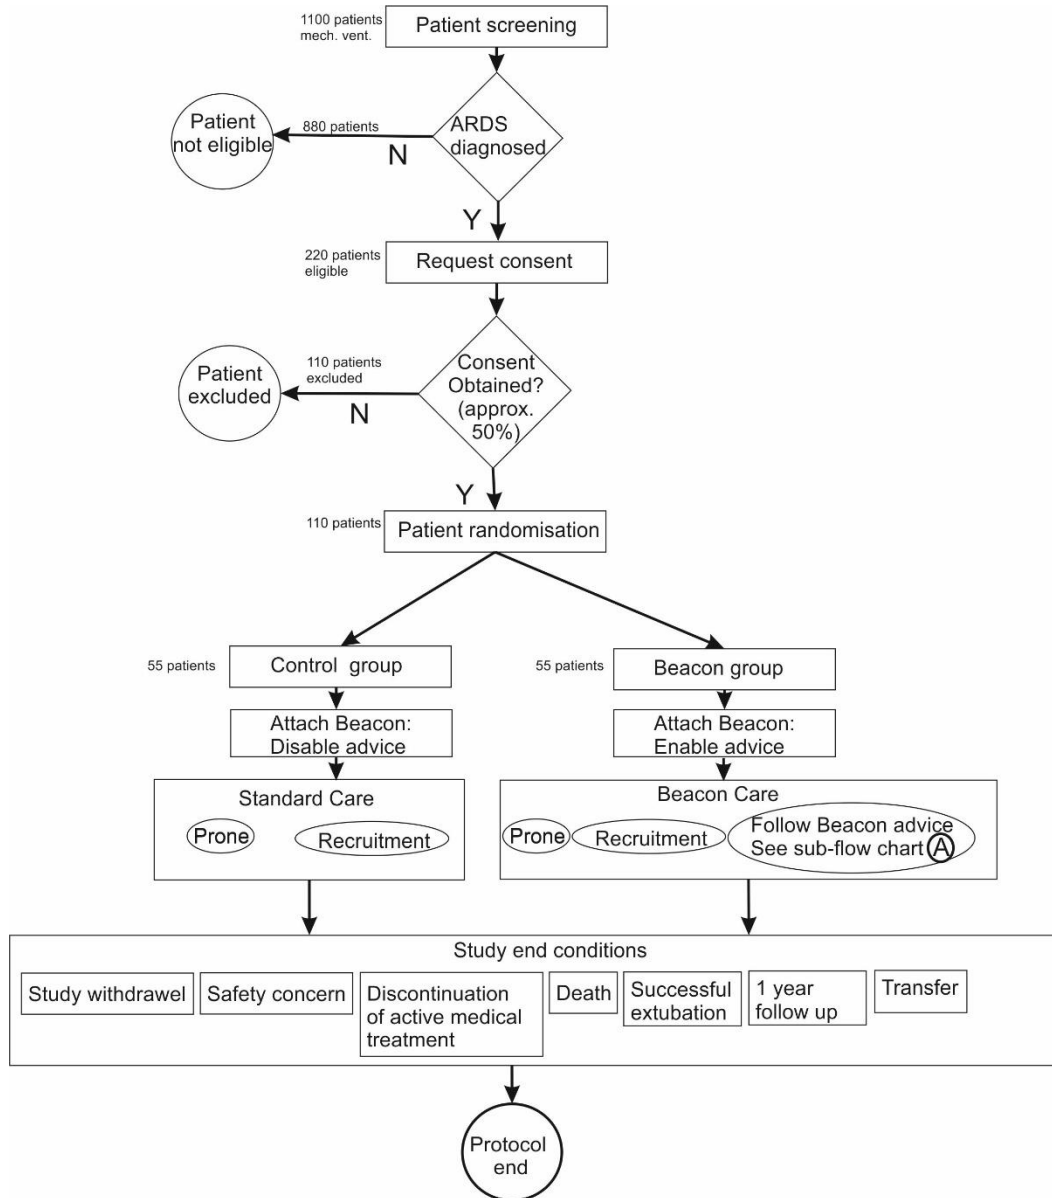 1100 patients
mech. vent.
Patient screening
ARDS
diagnosed
880 patients
N
Patient
not eligible
Y
220 patients
eligible
Request consent
Consent
Obtained?
(approx.
50%)
110 patients
excluded
N
Patient
excluded
Y
110 patients
Patient randomisation
55 patients
Control group
55 patients
Beacon group
Attach Beacon:
Disable advice
Attach Beacon:
Enable advice
Standard Care
Prone
Recruitment
Beacon Care
Prone
Recruitment
Follow Beacon advice
See sub-flow chart A
Study end conditions
Study withdrawel
Safety concern
Discontinuation
of active medical
treatment
Death
Successful
extubation
1 year
follow up
Transfer
Protocol
end